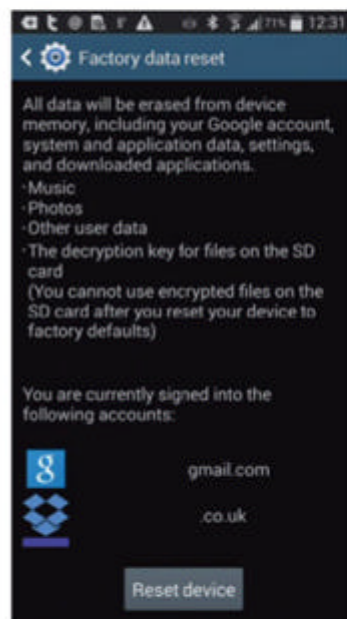 71% 12:31
Factory data reset
All data will be erased from device
memory, including your Google account,
system and application data, settings,
and downloaded applications.
·Music
·Photos
·Other user data
·The decryption key for files on the SD
card
(You cannot use encrypted files on the
SD card after you reset your device to
factory defaults)
You are currently signed into the
following accounts:
g gmail.com
.co.uk
Reset device